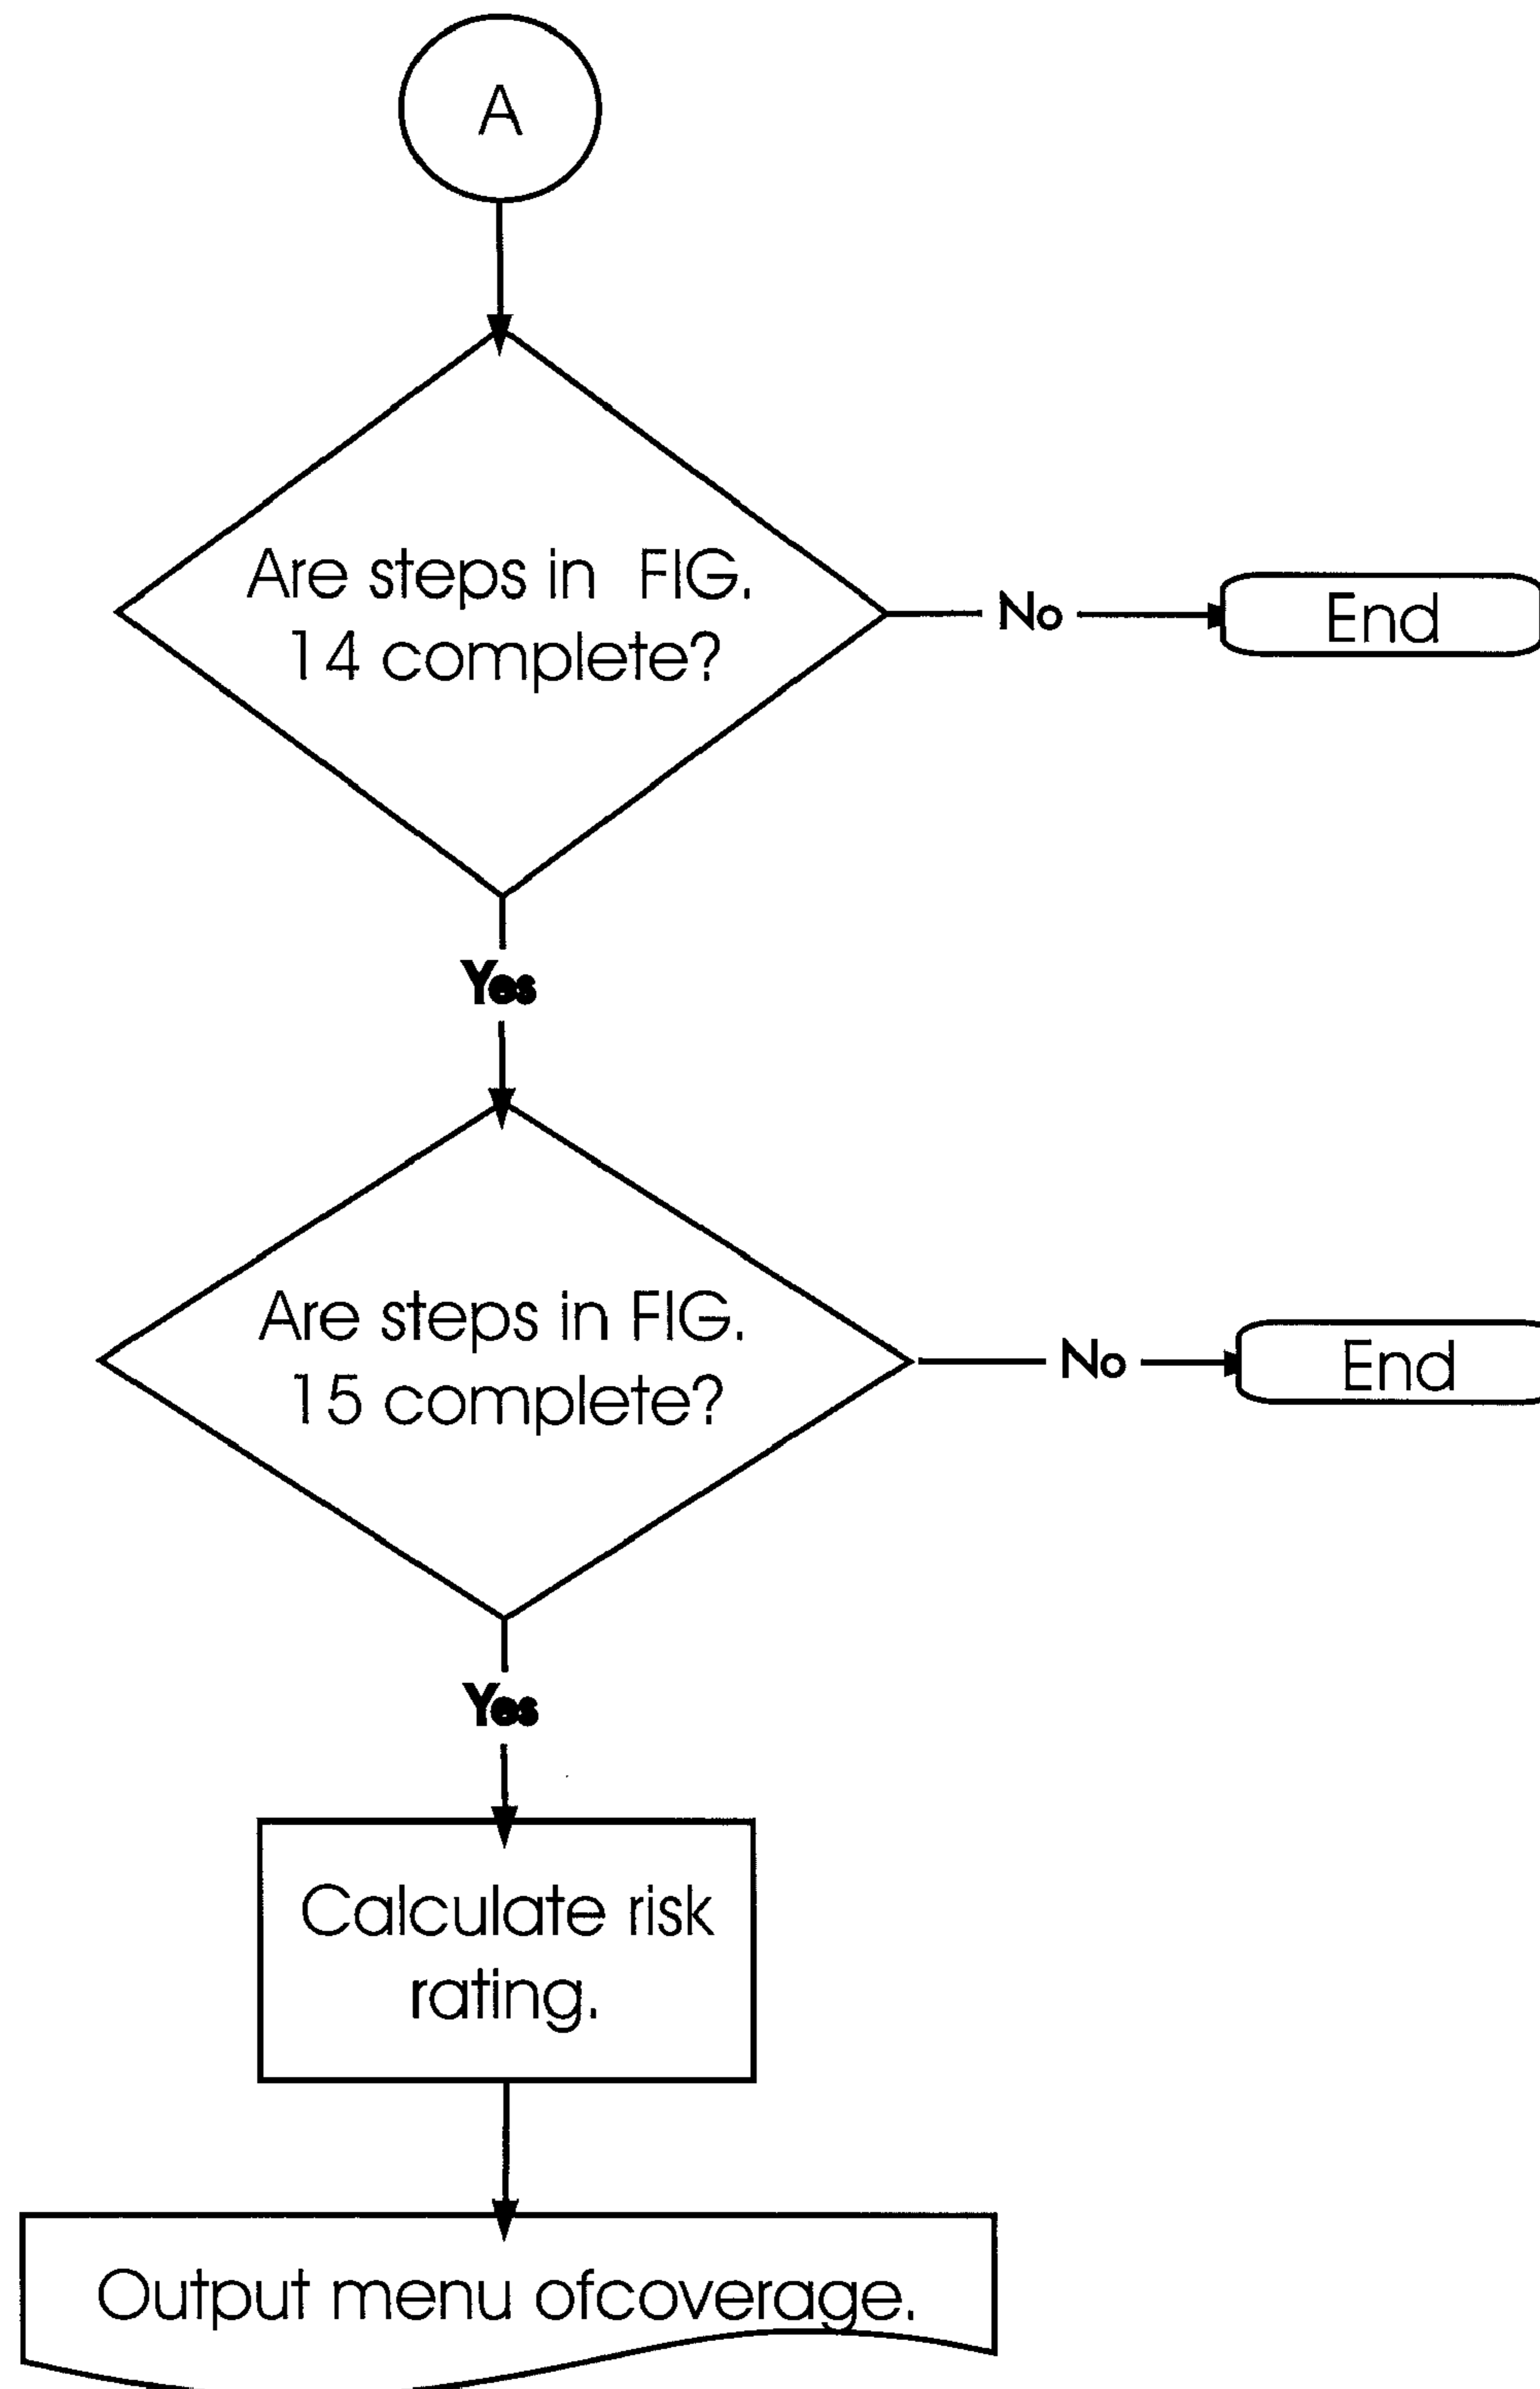 A
Are steps in FIG.
14 complete?
No
End
Yes
Are steps in FIG.
15 complete?
No
End
Yes
Calculate risk
rating.
Output menu ofcoverage.